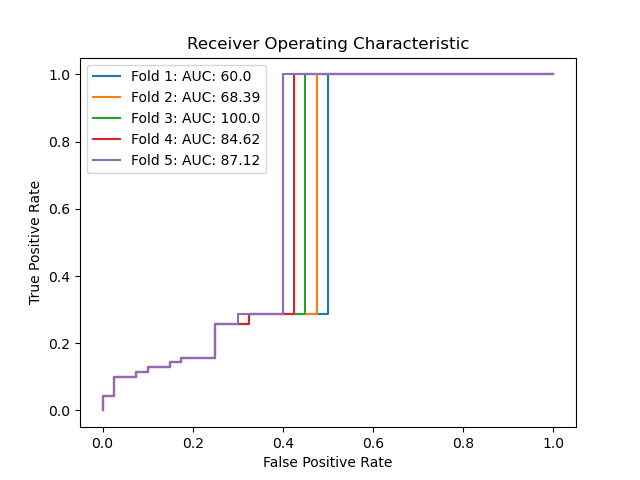 Receiver Operating Characteristic
Fold 1: AUC: 60.0
Fold 2: AUC: 68.39
Fold 3: AUC: 100.0
Fold 4: AUC: 84.62
Fold 5: AUC: 87.12
1.0
0.8
0.6
0.4
0.2
0.0
True Positive Rate
0.0 0.2 0.4 0.6 0.8 1.0
False Positive Rate